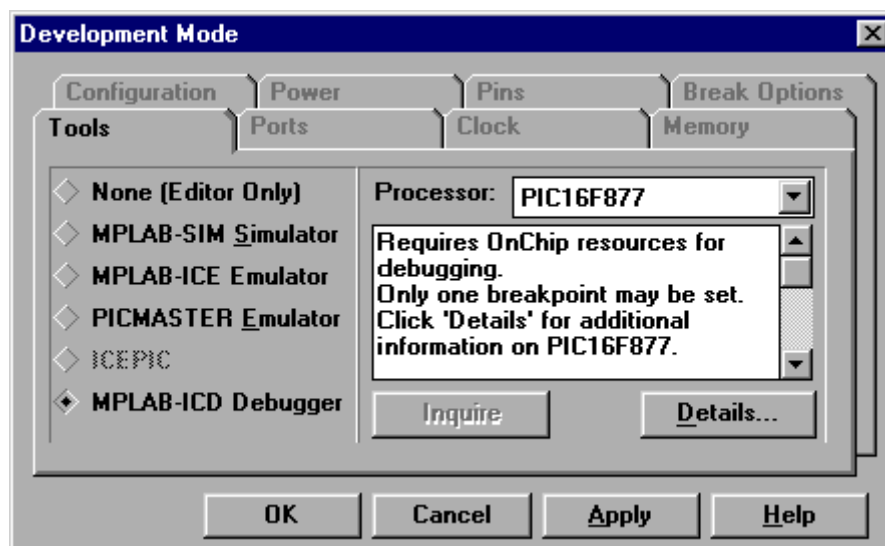 Development Mode
Configuration Power Pins Break Options
Tools Ports Clock Memory
None (Editor Only)
MPLAB-SIM Simulator
MPLAB-ICE Emulator
PICMASTER Emulator
ICEPIC
MPLAB-ICD Debugger
Processor: PIC16F877
Requires OnChip resources for
debugging.
Only one breakpoint may be set.
Click 'Details' for additional
information on PIC16F877.
Inquire Details...
OK Cancel Apply Help